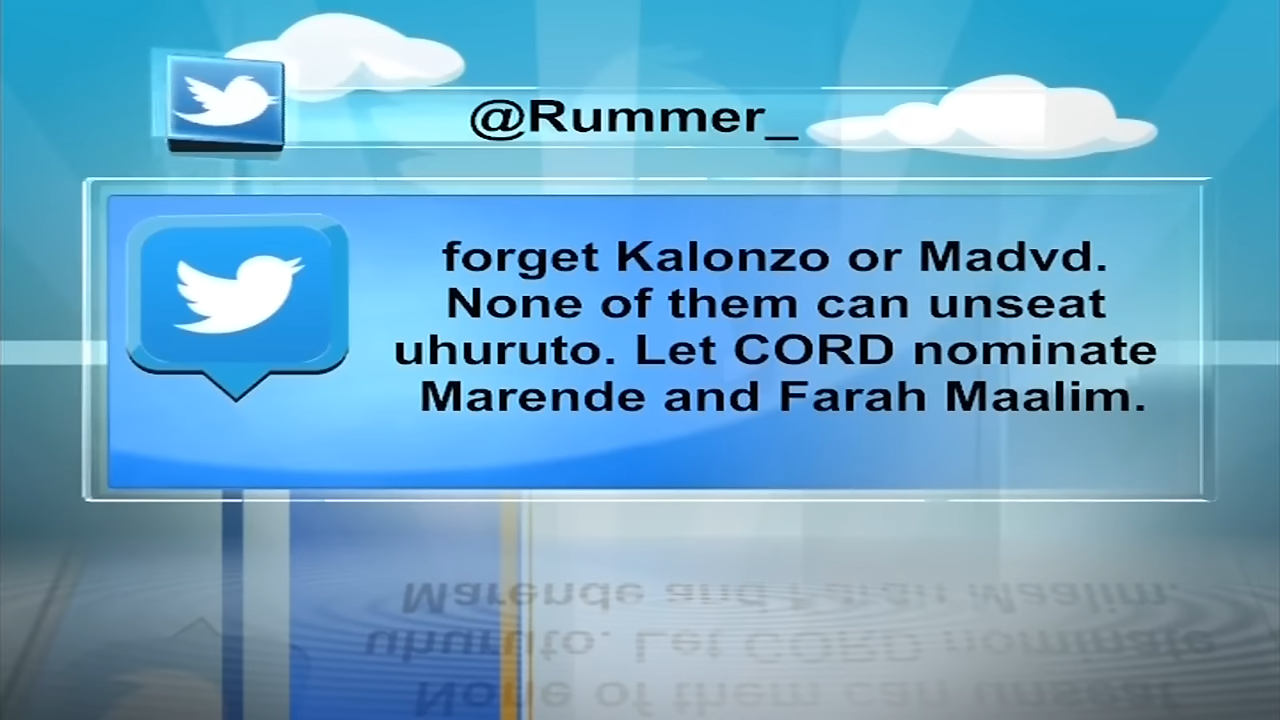 @Rummer_
forget Kalonzo or Madvd.
None of them can unseat
uhuruto. Let CORD nominate
Marende and Farah Maalim.